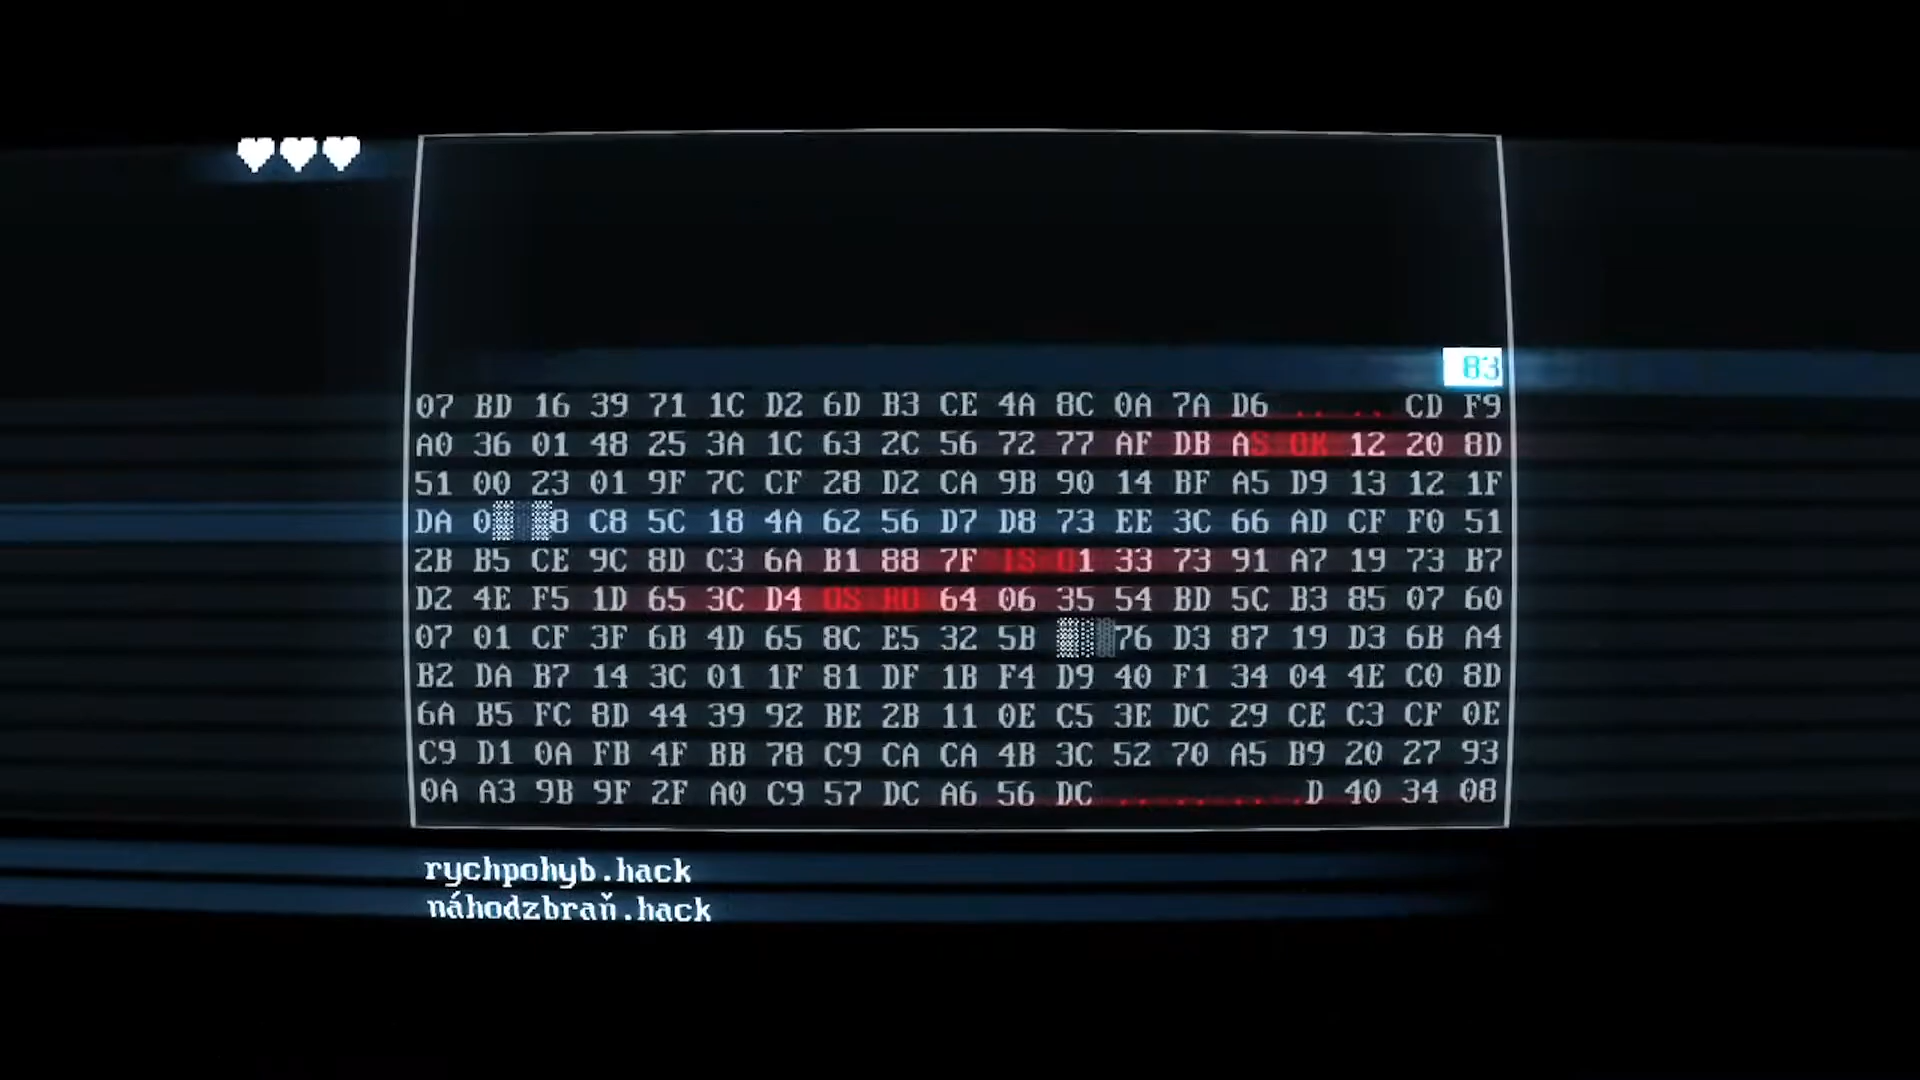 83
07 BD 16 39 71 1C D2 6D B3 CE 4A 8C 0A 7A D6 .. .. CD F9
A0 36 01 48 25 3A 1C 63 2C 56 72 77 AF DB AS OK 12 20 8D
51 00 23 01 9F 7C CF 28 D2 CA 9B 90 14 BF A5 D9 13 12 1F
DA 8 C8 5C 18 4A 62 56 D7 D8 73 EE 3C 66 AD CF F0 51
2B B5 CE 9C 8D C3 6A B1 88 7F 33 73 91 A7 19 73 B7
D2 4E F5 1D 65 3C D4 64 06 35 54 BD 5C B3 85 07 60
07 01 CF 3F 6B 4D 65 8C E5 32 5B 76 D3 87 19 D3 6B A4
B2 DA B7 14 3C 01 1F 81 DF 1B F4 D9 40 F1 34 04 4E C0 8D
6A B5 FC 8D 44 39 92 BE 2B 11 0E C5 3E DC 29 CE C3 CF 0E
C9 D1 0A FB 4F BB 78 C9 CA CA 4B 3C 52 70 A5 B9 20 27 93
0A A3 9B 9F 2F A0 C9 57 DC A6 56 DC .. .. .. .D 40 34 08
rychpohyb.hack
náhodzbraň.hack